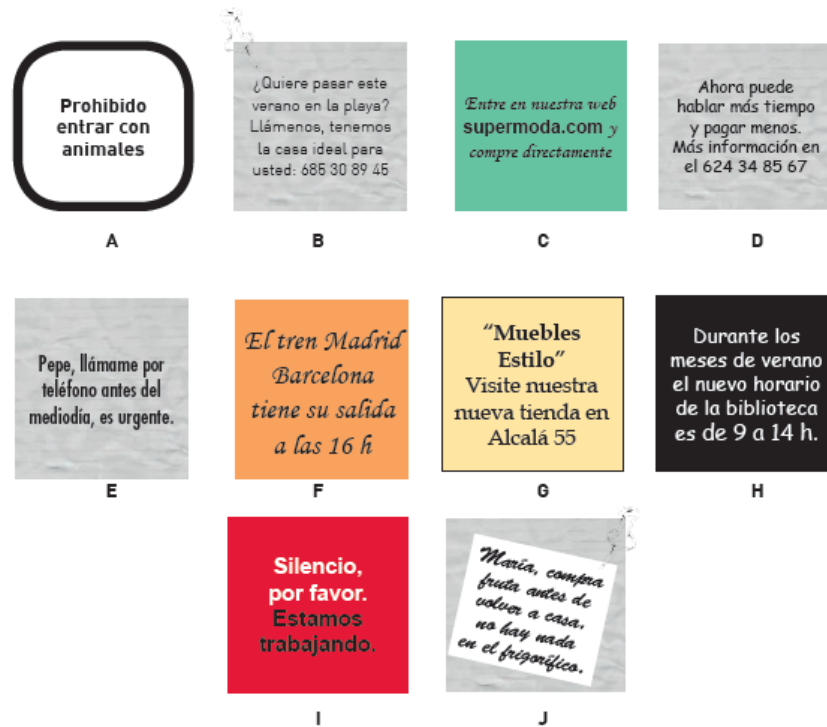 Prohibido
entrar con
animales
A
¿Quiere pasar este
verano en la playa?
Llámenos, tenemos
la casa ideal para
usted: 685 30 89 45
B
Entre en nuestra web
supermoda.com y
compre directamente
C
Ahora puede
hablar más tiempo
y pagar menos.
Más información en
el 624 34 85 67
D
Pepe, llámame por
teléfono antes del
mediodía, es urgente.
E
El tren Madrid
Barcelona
tiene su salida
a las 16 h
F
“Muebles
Estilo”
Visite nuestra
nueva tienda en
Alcalá 55
G
Durante los
meses de verano
el nuevo horario
de la biblioteca
es de 9 a 14 h.
H
Silencio,
por favor.
Estamos
trabajando.
I
María, compra
fruta antes de
volver a casa,
no hay nada
en el frigorífico.
J